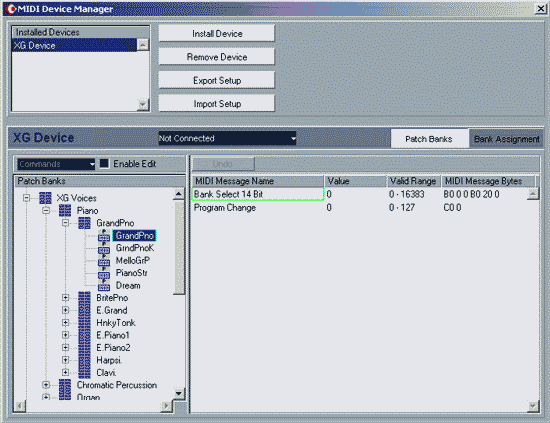 MIDI Device Manager
Installed Devices
XG Device
Install Device
Remove Device
Export Setup
Import Setup
XG Device
Not Connected
Patch Banks
Bank Assignment
Commands
Enable Edit
Undo
Patch Banks
XG Voices
Piano
GrandPno
GrandPno
GrndPnoK
MelloGrP
PianoStr
Dream
BritePno
E.Grand
HnkyTonk
E.Piano1
E.Piano2
Harpsi.
Clavi.
Chromatic Percussion
Organ
MIDI Message Name Value Valid Range MIDI Message Bytes
Bank Select 14 Bit 0 0 - 16383 B0 0 0 B0 20 0
Program Change 0 0 - 127 C0 0